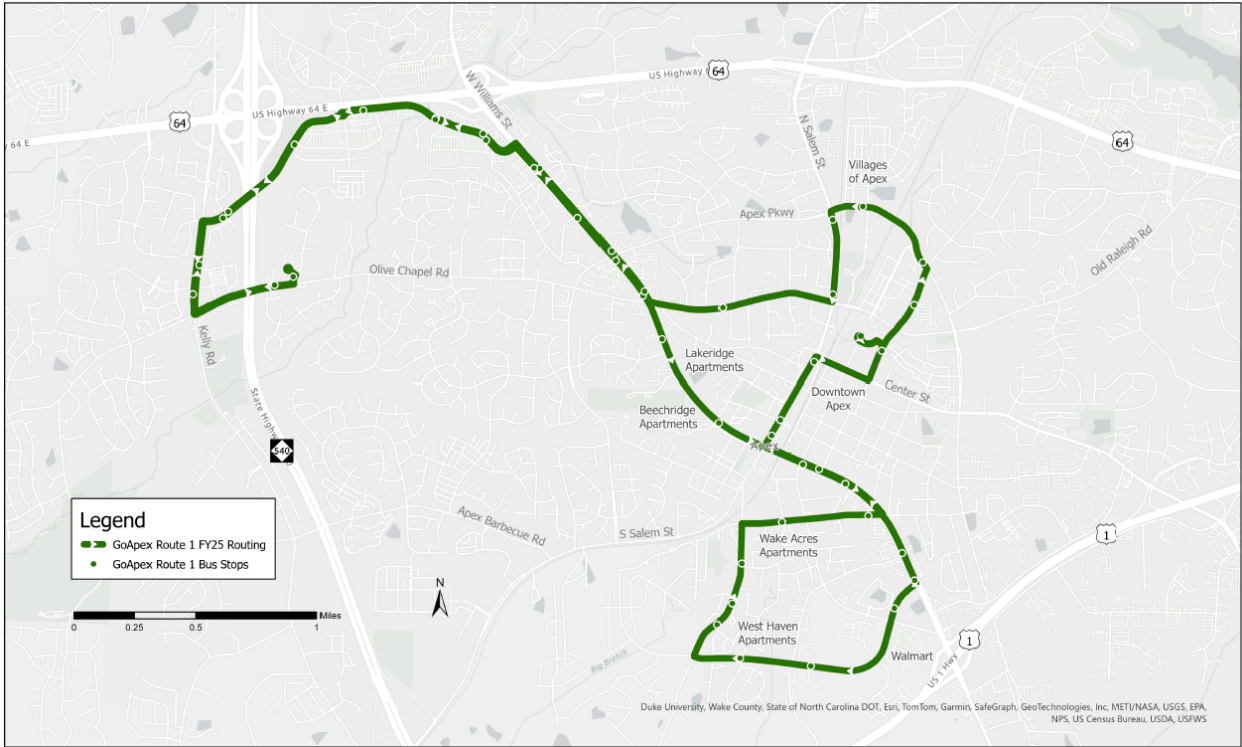 US Highway 64 E
64
W Williams St
US Highway 6
64
64
64 E
N Salem St
Villages
of Apex
Apex Pkwy
Old Raleigh Rd
Olive Chapel Rd
Kelly Rd
Lakeridge
Apartments
Downtown
Apex
Center St
Beechridge
Apartments
State Highw
540
Apex
Apex Barbecue Rd
S Salem St
Wake Acres
Apartments
1
West Haven
Apartments
Walmart
1
US 1 Hwy
Big Branch
Legend
GoApex Route 1 FY25 Routing
GoApex Route 1 Bus Stops
N
Miles
0 0.25 0.5 1
Duke University, Wake County, State of North Carolina DOT, Esri, TomTom, Garmin, SafeGraph, GeoTechnologies, Inc, METI/NASA, USGS, EPA,
NPS, US Census Bureau, USDA, USFWS